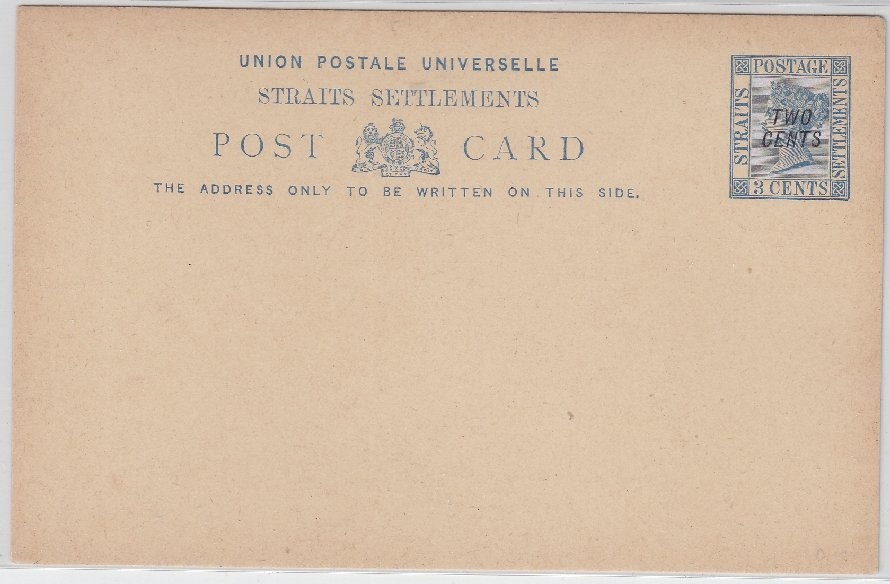 UNION POSTALE UNIVERSELLE
STRAITS SETTLEMENTS
POST CARD
THE ADDRESS ONLY TO BE WRITTEN ON THIS SIDE.
POSTAGE
STRAITS
SETTLEMENTS
TWO
CENTS
3 CENTS